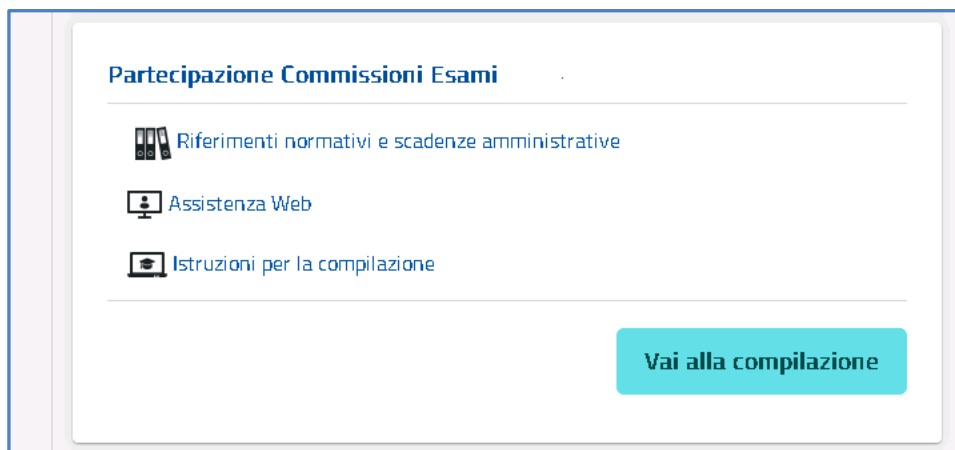 Partecipazione Commissioni Esami
Riferimenti normativi e scadenze amministrative
Assistenza Web
Istruzioni per la compilazione
Vai alla compilazione